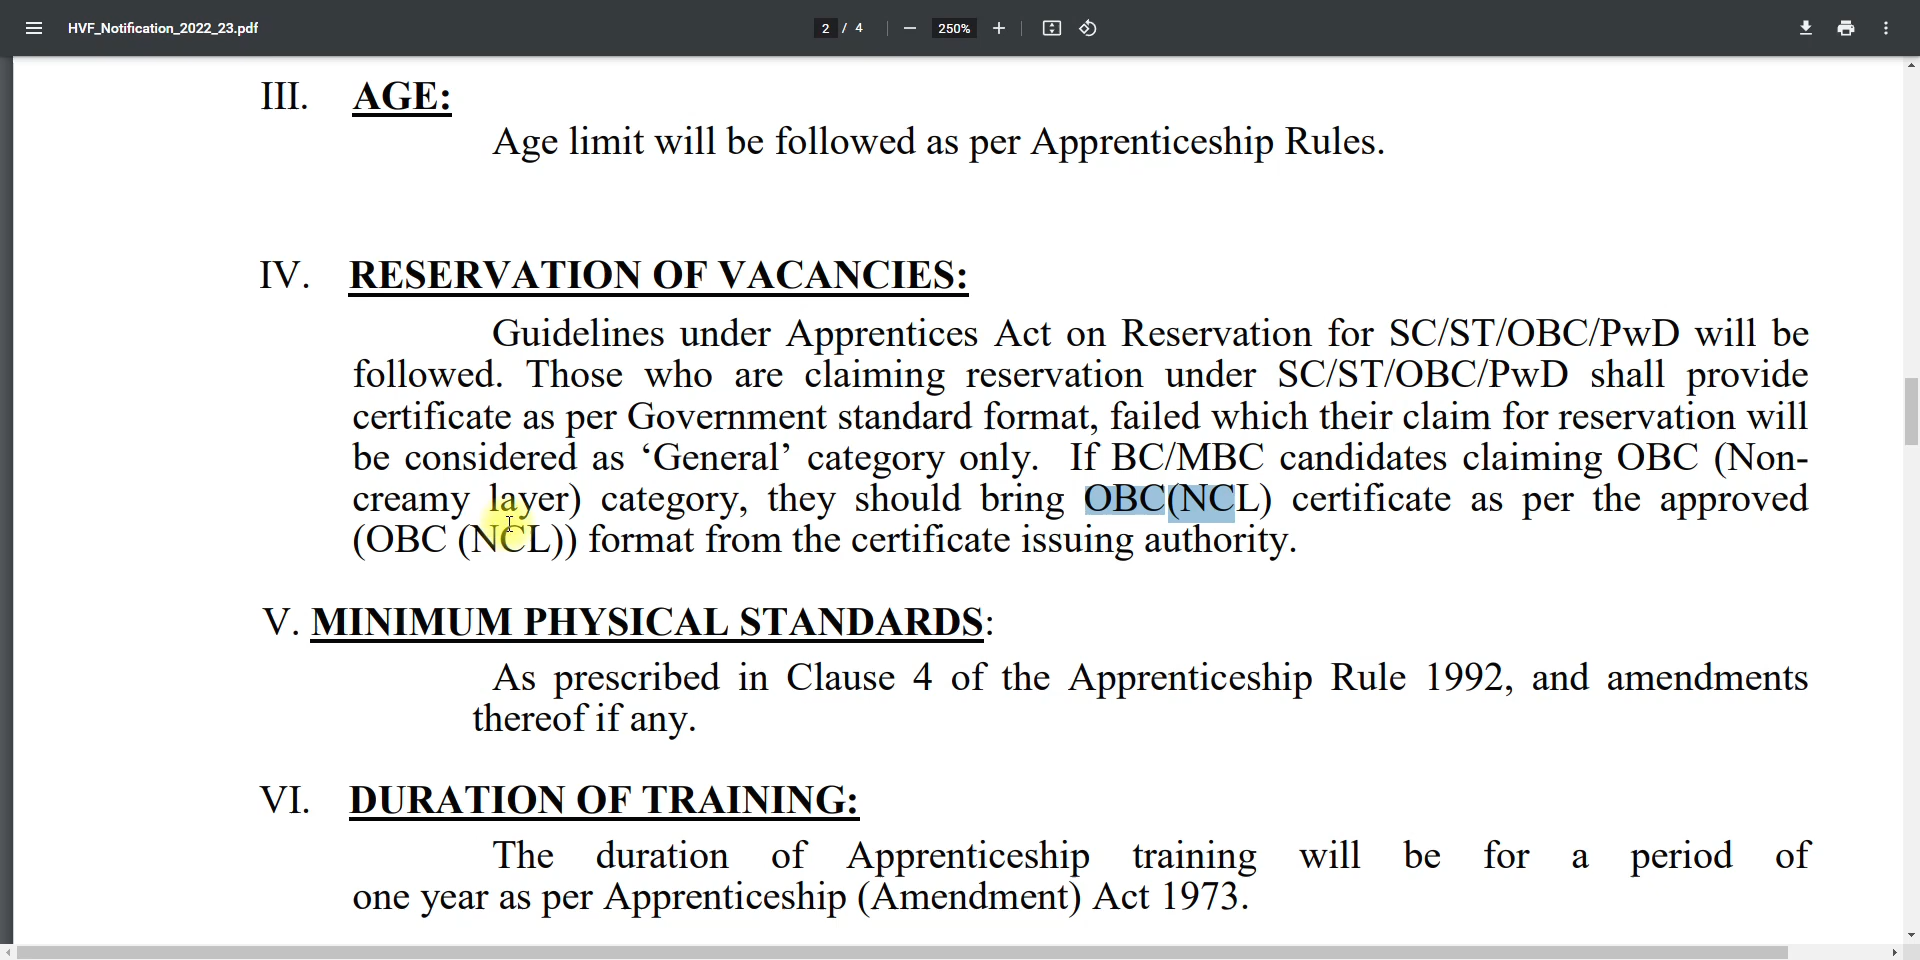 HVF_Notification_2022_23.pdf
2 / 4
250%
III. AGE:
Age limit will be followed as per Apprenticeship Rules.
IV. RESERVATION OF VACANCIES:
Guidelines under Apprentices Act on Reservation for SC/ST/OBC/PwD will be
followed. Those who are claiming reservation under SC/ST/OBC/PwD shall provide
certificate as per Government standard format, failed which their claim for reservation will
be considered as ‘General’ category only. If BC/MBC candidates claiming OBC (Non-
creamy layer) category, they should bring OBC(NCL) certificate as per the approved
(OBC (NCL)) format from the certificate issuing authority.
V. MINIMUM PHYSICAL STANDARDS:
As prescribed in Clause 4 of the Apprenticeship Rule 1992, and amendments
thereof if any.
VI. DURATION OF TRAINING:
The duration of Apprenticeship training will be for a period of
one year as per Apprenticeship (Amendment) Act 1973.